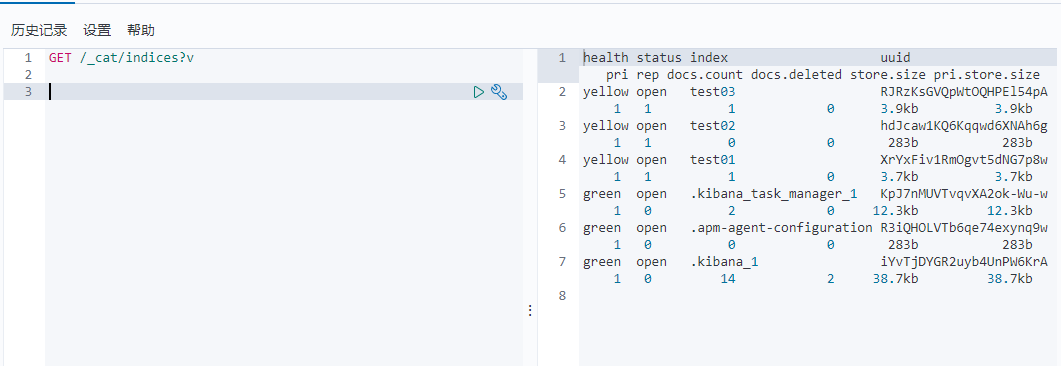 历史记录 设置 帮助
1 GET /_cat/indices?v
2
3
1 health status index uuid
pri rep docs.count docs.deleted store.size pri.store.size
2 yellow open test03 RJRzKsGVQpWtOQHPEl54pA
1 1 1 0 3.9kb 3.9kb
3 yellow open test02 hdJcaw1KQ6Kqqwd6XNAh6g
1 1 0 0 283b 283b
4 yellow open test01 XrYxFiv1RmOgvt5dNG7p8w
1 1 1 0 3.7kb 3.7kb
5 green open .kibana_task_manager_1 KpJ7nMUVTvqvXA2ok-Wu-w
1 0 2 0 12.3kb 12.3kb
6 green open .apm-agent-configuration R3iQHOLVTb6qe74exynq9w
1 0 0 0 283b 283b
7 green open .kibana_1 iYvTjDYGR2uyb4UnPW6KrA
1 0 14 2 38.7kb 38.7kb
8